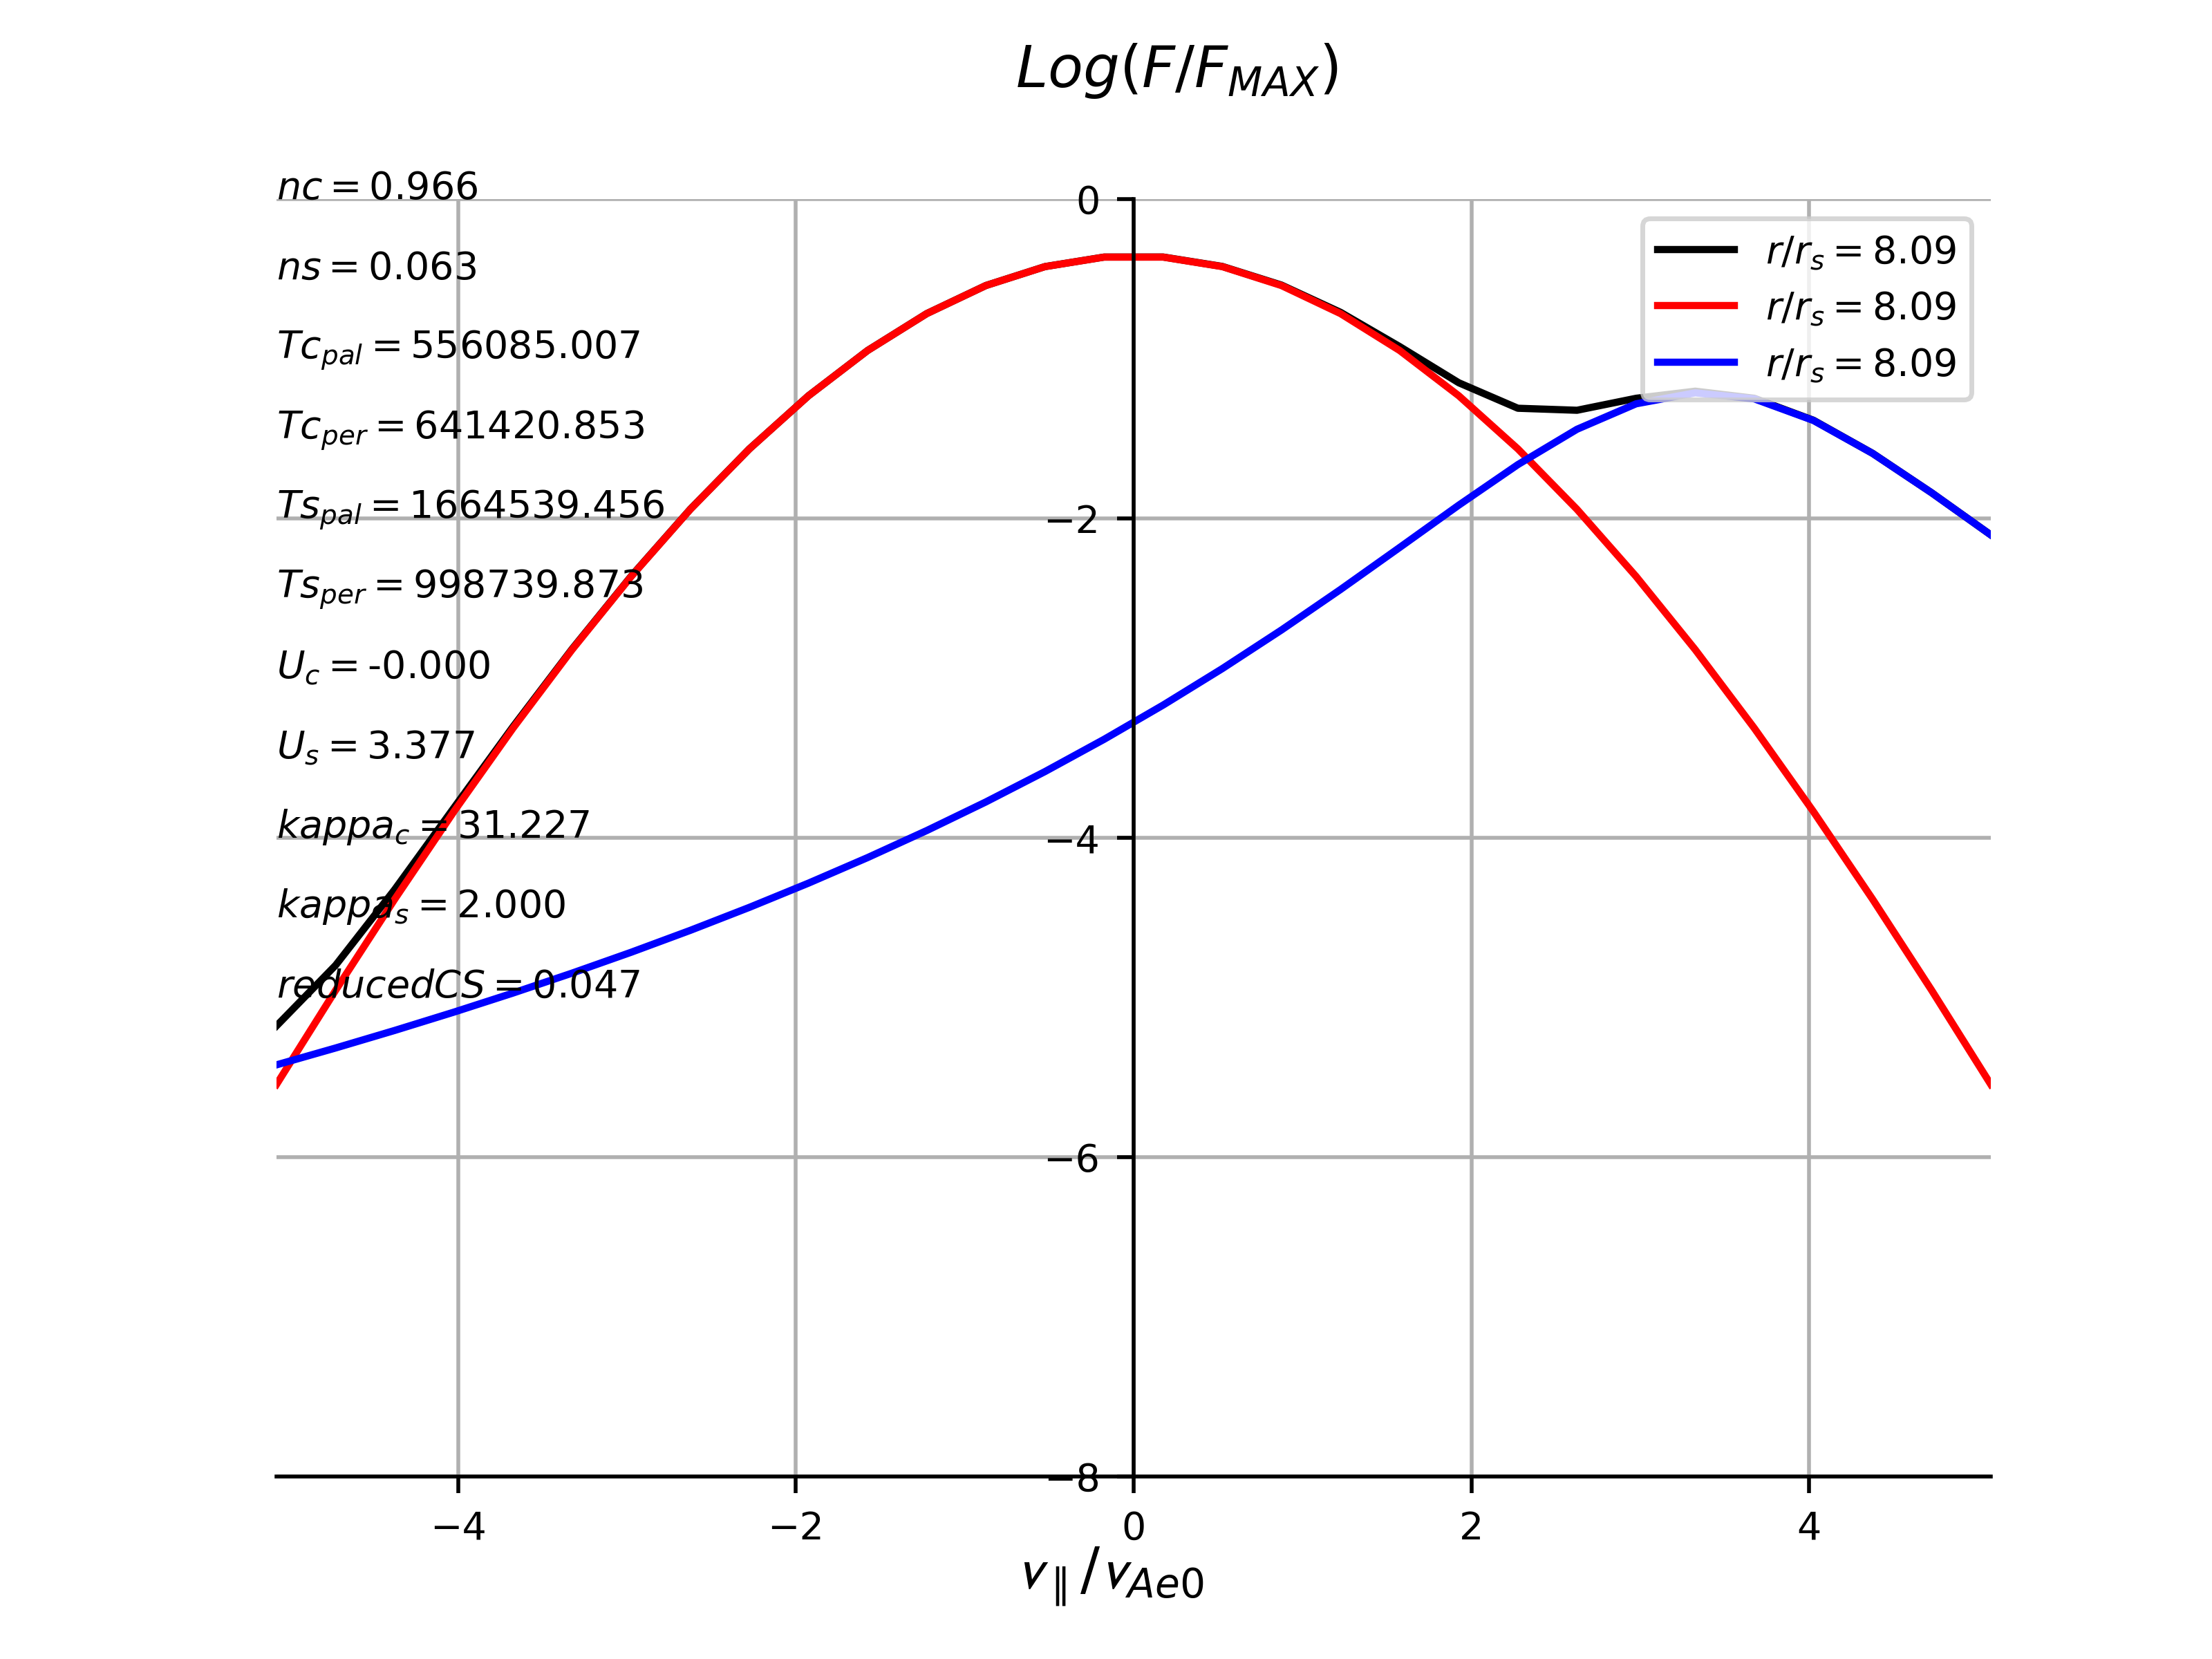 Log(F/F_MAX)
nc = 0.966
ns = 0.063
Tc_pal = 556085.007
Tc_per = 641420.853
Ts_pal = 1664539.456
Ts_per = 998739.873
U_c = -0.000
U_s = 3.377
kappa_c = 31.227
kappa_s = 2.000
reducedCS = 0.047
r/r_s = 8.09
r/r_s = 8.09
r/r_s = 8.09
0
−2
−4
−6
−8
−4 −2 0 2 4
v_∥/v_Ae0